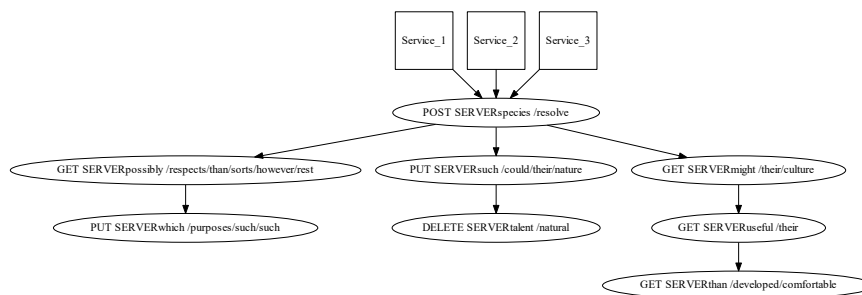 Service_1
Service_2
Service_3
POST SERVERspecies /resolve
GET SERVERpossibly /respects/than/sorts/however/rest
PUT SERVERsuch /could/their/nature
GET SERVERmight /their/culture
PUT SERVERwhich /purposes/such/such
DELETE SERVERtalent /natural
GET SERVERuseful /their
GET SERVERthan /developed/comfortable